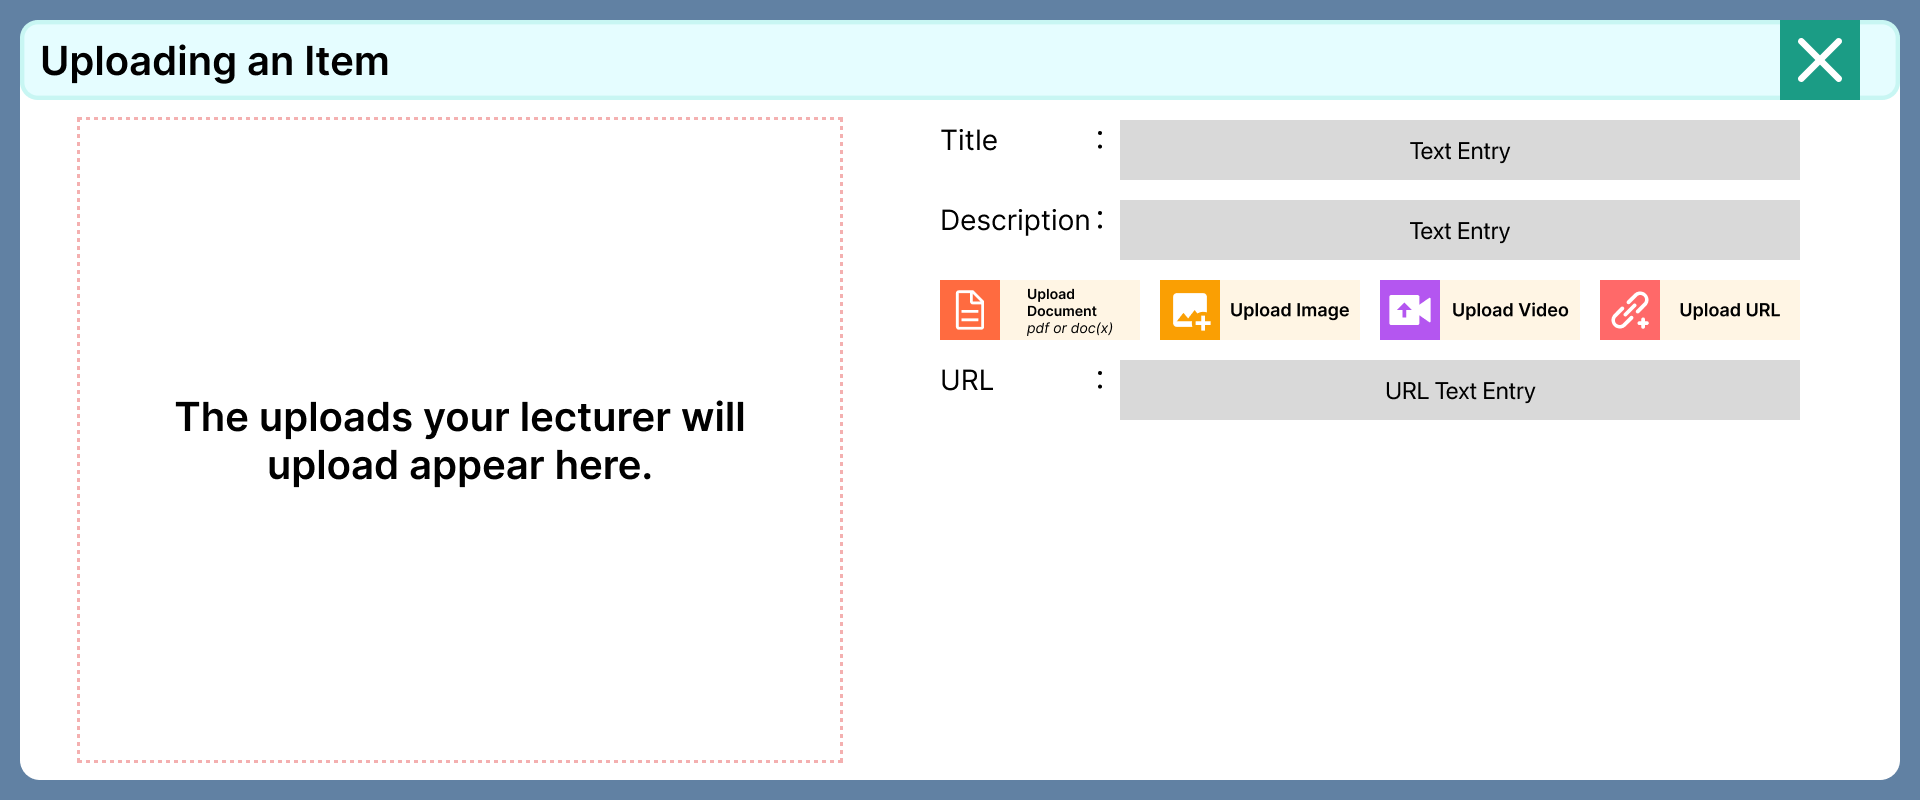 Uploading an Item
The uploads your lecturer will
upload appear here.
Title :
Text Entry
Description :
Text Entry
Upload
Document
pdf or doc(x)
Upload Image
Upload Video
Upload URL
URL :
URL Text Entry